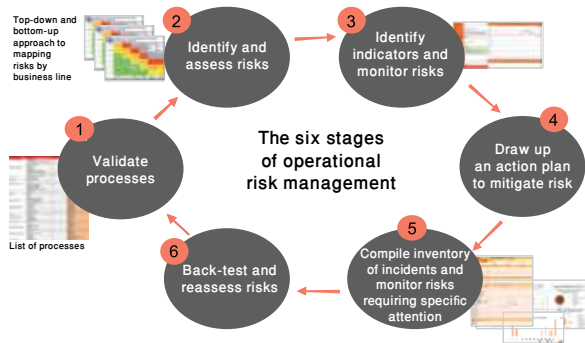 Top-down and
bottom-up
approach to
mapping
risks by
business line
2
Identify and
assess risks
3
Identify
indicators and
monitor risks
1
Validate
processes
List of processes
The six stages
of operational
risk management
4
Draw up
an action plan
to mitigate risk
5
Compile inventory
of incidents and
monitor risks
requiring specific
attention
6
Back-test and
reassess risks